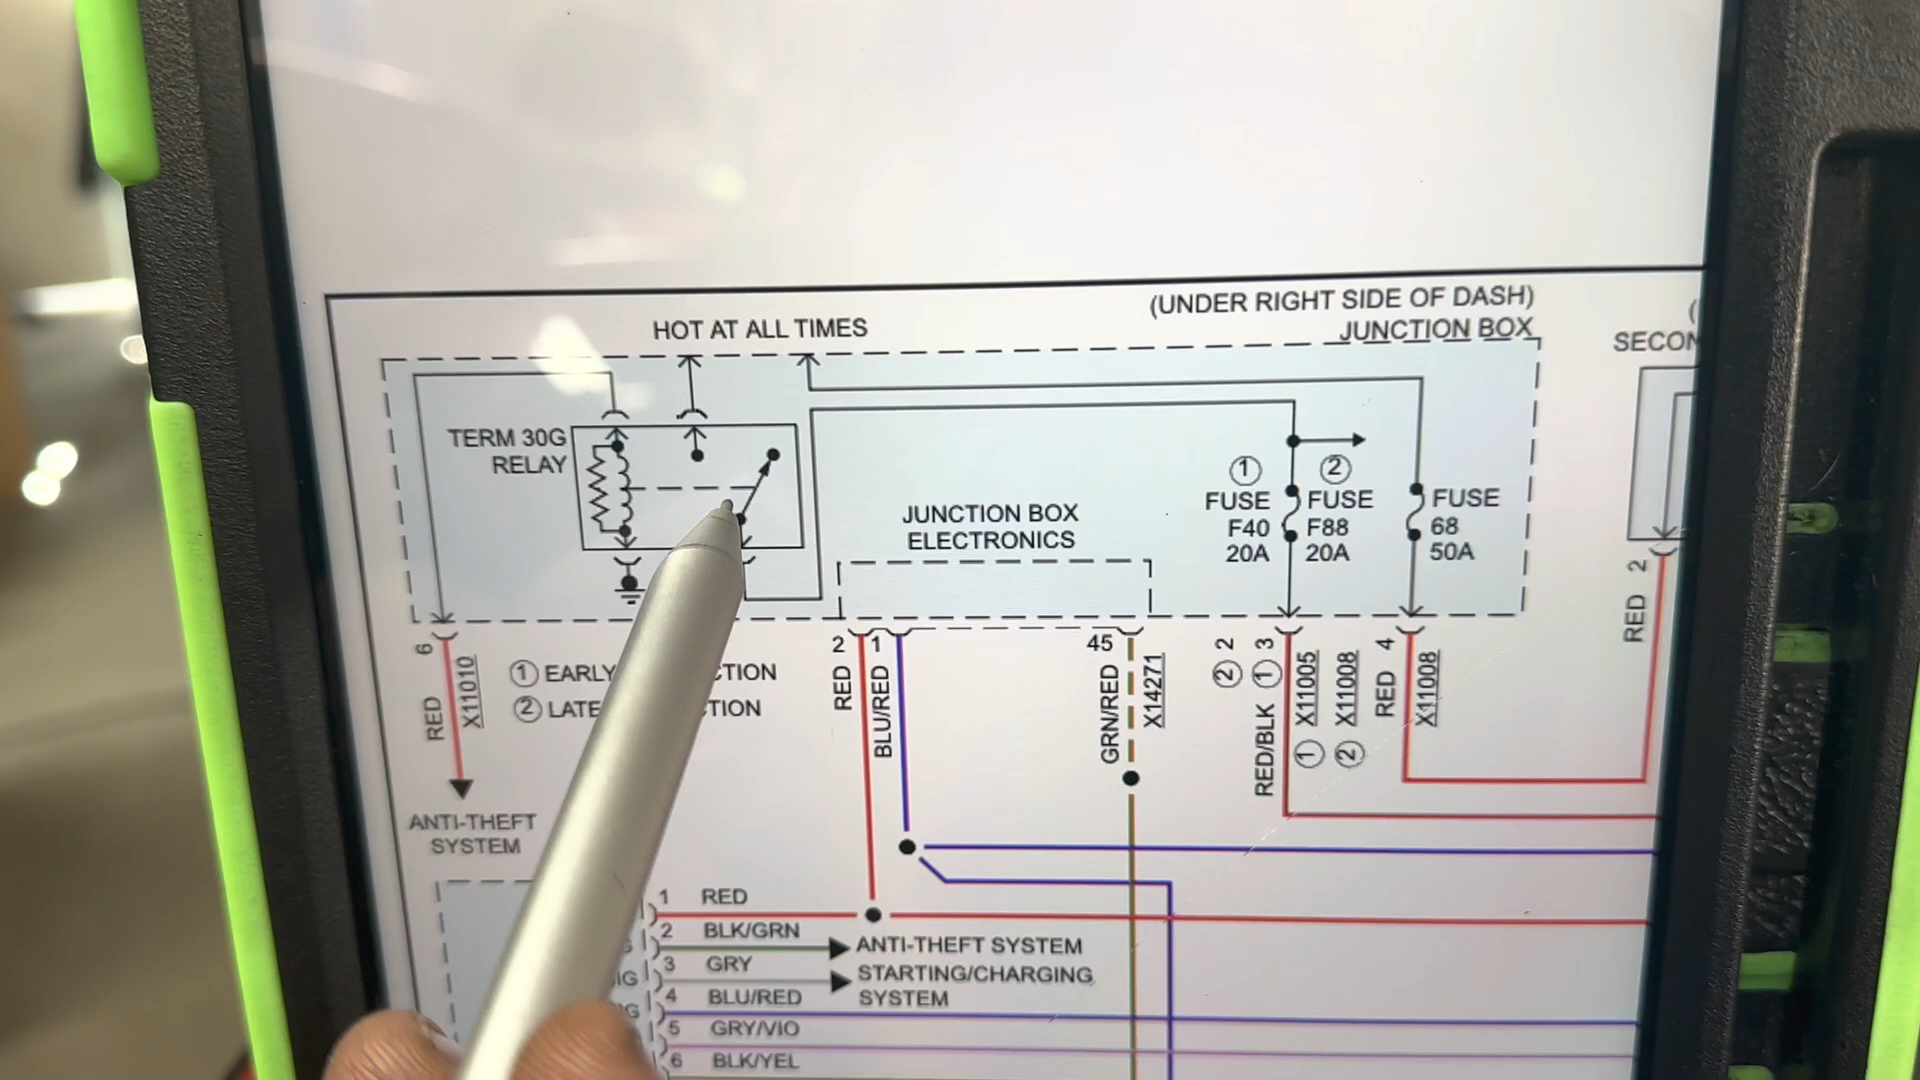 (UNDER RIGHT SIDE OF DASH)
HOT AT ALL TIMES
JUNCTION BOX
TERM 30G
RELAY
1
2
FUSE
F40
20A
FUSE
F88
20A
FUSE
68
50A
JUNCTION BOX
ELECTRONICS
2
RED
6
RED
X11010
1 EARLY
2 LATE
2
RED
1
BLU/RED
45
GRN/RED
X14271
2 2
1 3
RED/BLK
1 X11005
2 X11008
4
RED
X11008
ANTI-THEFT
SYSTEM
1 RED
2 BLK/GRN
ANTI-THEFT SYSTEM
3 GRY
STARTING/CHARGING
SYSTEM
4 BLU/RED
5 GRY/VIO
6 BLK/YEL